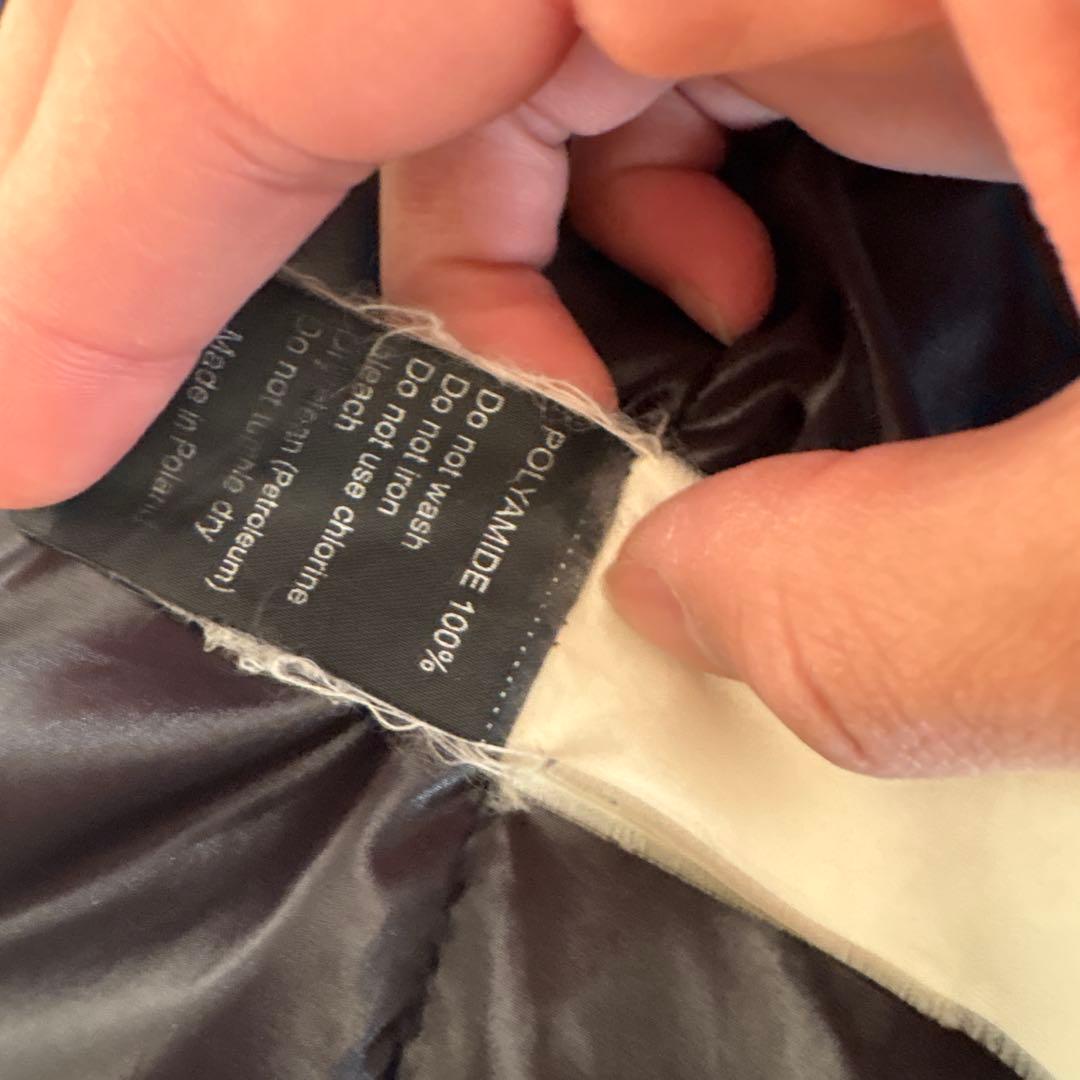 POLYAMIDE 100%
Do not wash
Do not iron
Do not use chlorine
bleach
Dry clean (Petroleum)
Do not tumble dry
Made in Poland